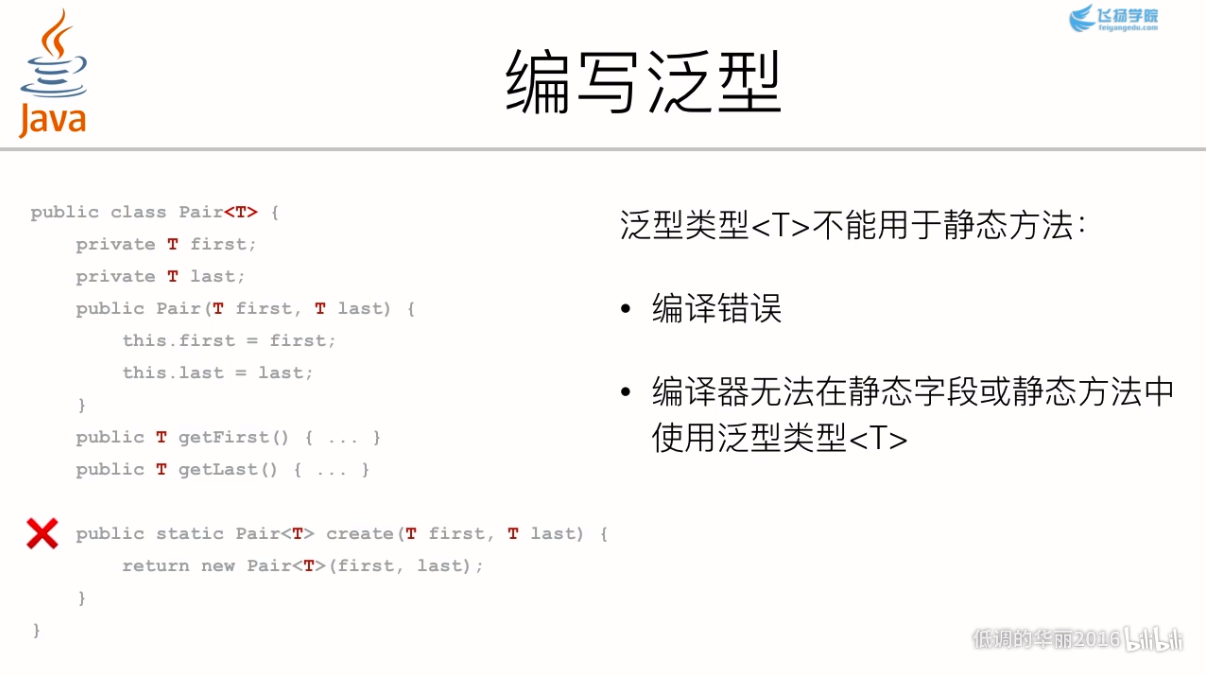 Java
飞扬学院
feiyangedu.com
编写泛型
public class Pair<T> {
    private T first;
    private T last;
    public Pair(T first, T last) {
        this.first = first;
        this.last = last;
    }
    public T getFirst() { ... }
    public T getLast() { ... }
    public static Pair<T> create(T first, T last) {
        return new Pair<T>(first, last);
    }
}
泛型类型<T>不能用于静态方法：
• 编译错误
• 编译器无法在静态字段或静态方法中
使用泛型类型<T>
低调的华丽2016 bilibili